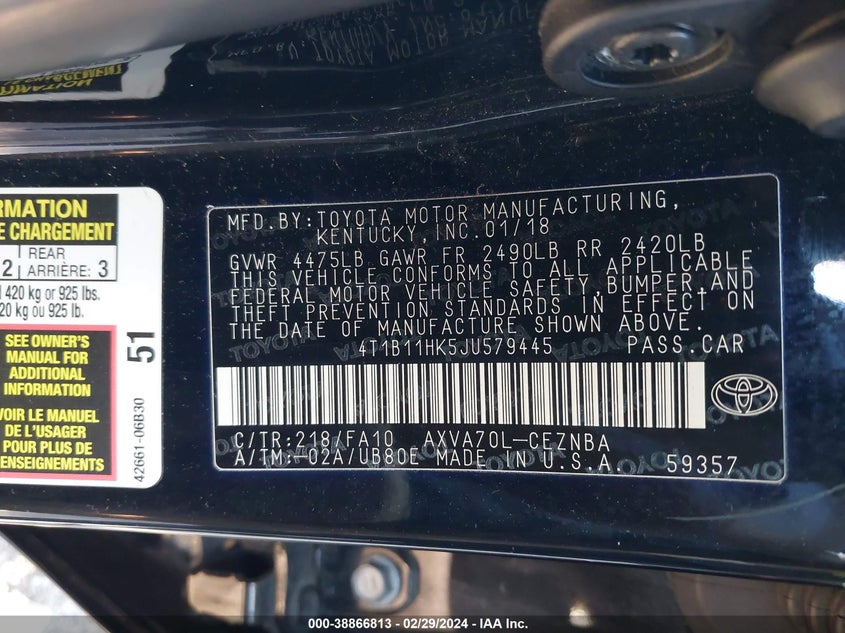 RMATION
E CHARGEMENT
2 REAR ARRIÈRE: 3
420 kg or 925 lbs.
20 kg ou 925 lb.
SEE OWNER'S
MANUAL FOR
ADDITIONAL
INFORMATION
VOIR LE MANUEL
DE L'USAGER
POUR PLUS DE
RENSEIGNEMENTS
51
42661-06B30
MFD.BY:TOYOTA MOTOR MANUFACTURING,
KENTUCKY,INC.01/18
GVWR 4475LB GAWR FR 2490LB RR 2420LB
THIS VEHICLE CONFORMS TO ALL APPLICABLE
FEDERAL MOTOR VEHICLE SAFETY,BUMPER,AND
THEFT PREVENTION STANDARDS IN EFFECT ON
THE DATE OF MANUFACTURE SHOWN ABOVE.
4T1B11HK5JU579445 PASS.CAR
C/TR:218/FA10 AXVA70L-CEZNBA
A/TM:-02A/UB80E MADE IN U.S.A. 59357
000-38866813 - 02/29/2024 - IAA Inc.